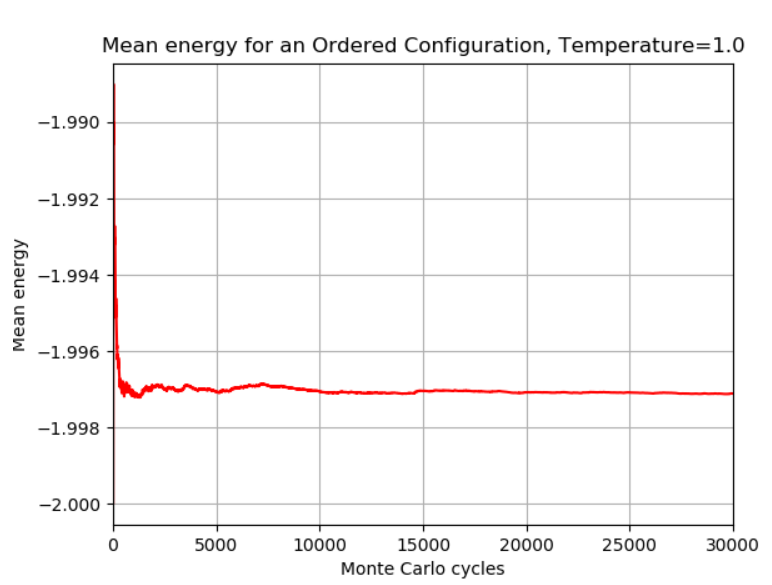 Mean energy for an Ordered Configuration, Temperature=1.0
−1.990
−1.992
−1.994
−1.996
−1.998
−2.000
Mean energy
0 5000 10000 15000 20000 25000 30000
Monte Carlo cycles